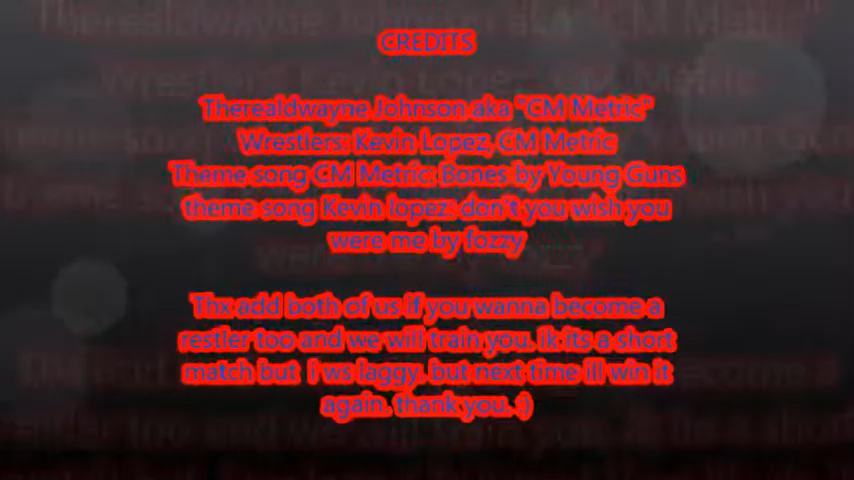 CREDITS
Therealdwayne Johnson aka "CM Metric"
Wrestlers: Kevin Lopez, CM Metric
Theme song CM Metric: Bones by Young Guns
theme song Kevin lopez: don't you wish you
were me by fozzy
Thx add both of us if you wanna become a
restler too and we will train you. ik its a short
match but I ws laggy. but next time ill win it
again. thank you. :)